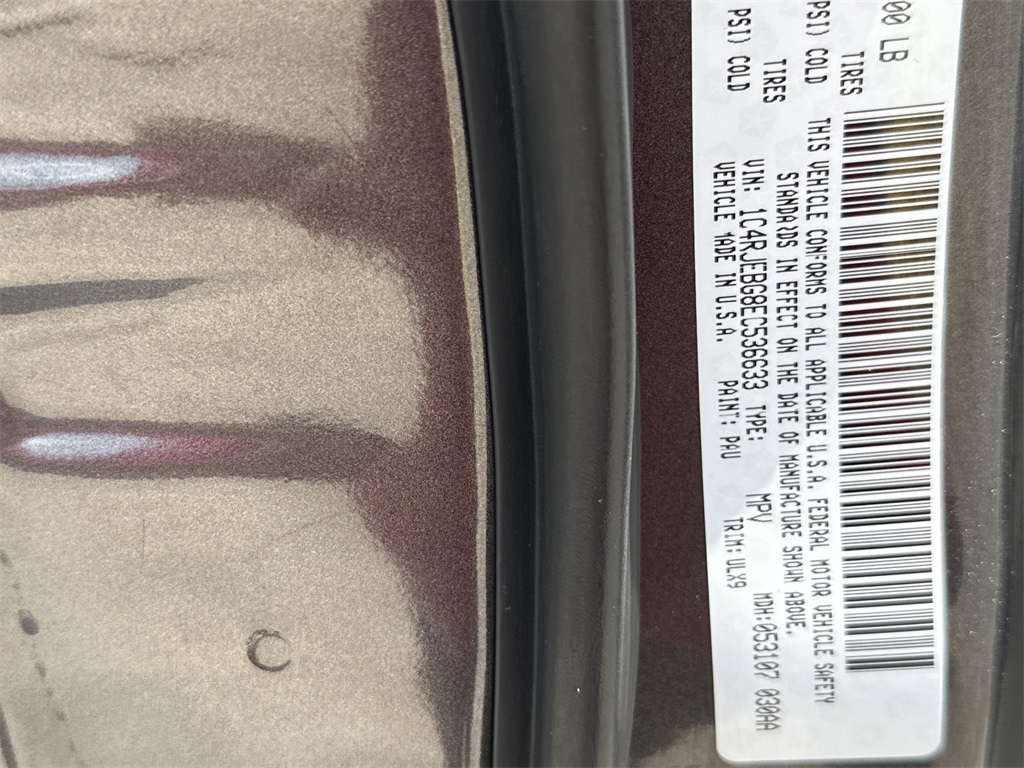 00 LB
TIRES
PSI) COLD
TIRES
PSI) COLD
THIS VEHICLE CONFORMS TO ALL APPLICABLE U.S.A. FEDERAL MOTOR VEHICLE SAFETY
STANDARDS IN EFFECT ON THE DATE OF MANUFACTURE SHOWN ABOVE.
VIN: 1C4RJEBG8EC536633 TYPE: MPV MDH:053107 030AA
VEHICLE MADE IN U.S.A. PAINT: PAU TRIM: ULX9